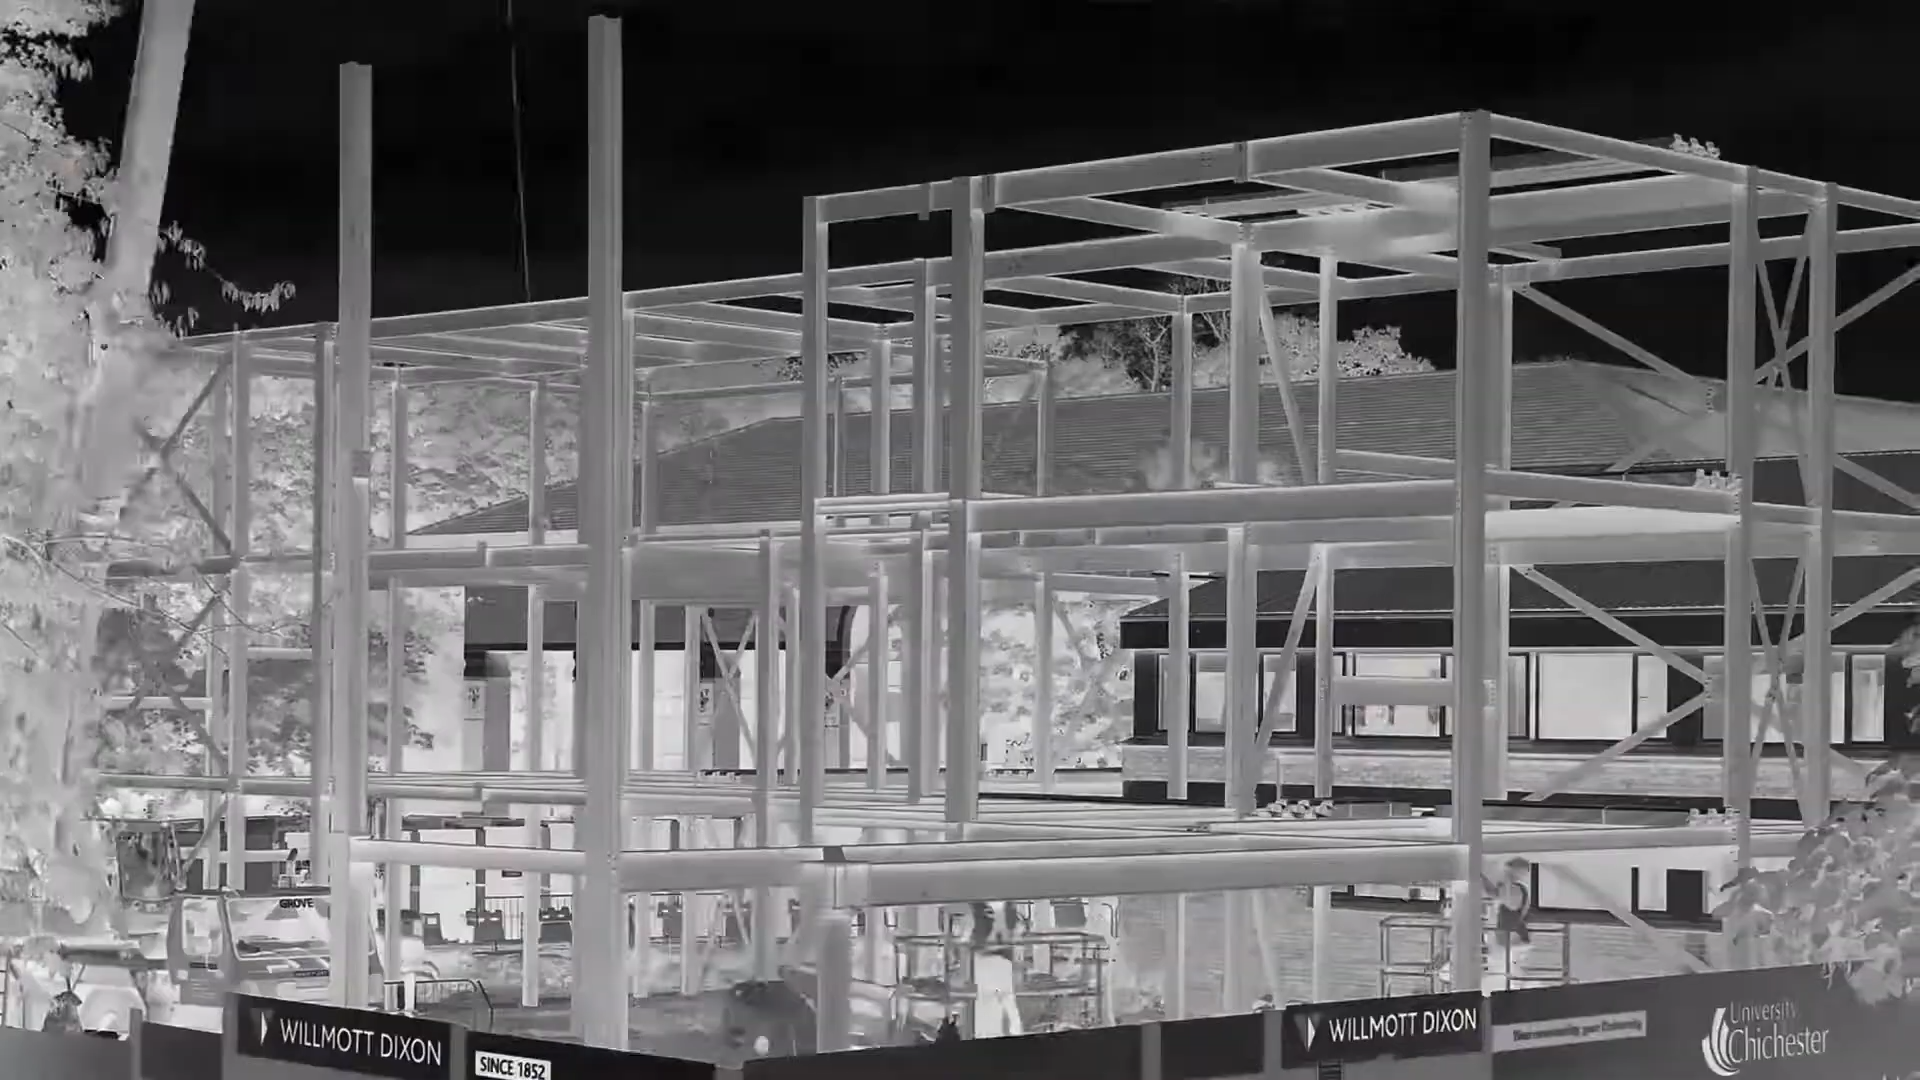 GROVE
WILLMOTT DIXON
SINCE 1852
WILLMOTT DIXON
University
Chichester